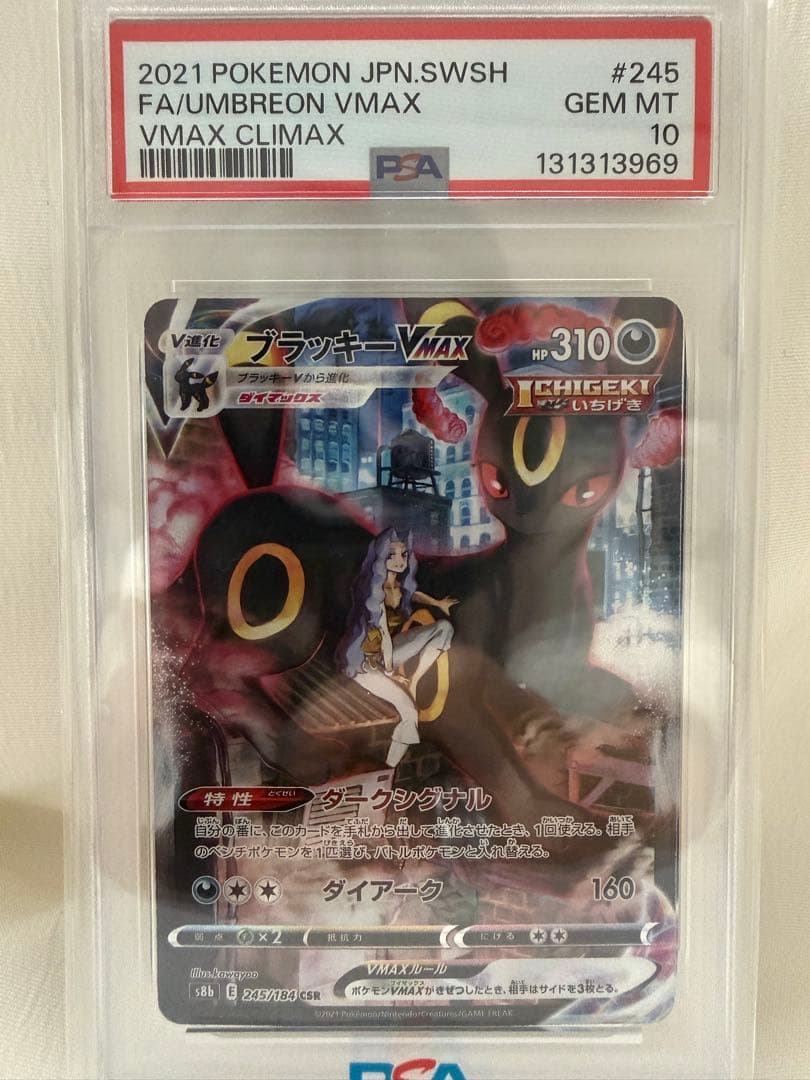 2021 POKEMON JPN.SWSH #245
FA/UMBREON VMAX GEM MT
VMAX CLIMAX 10
PSA 131313969
V進化 ブラッキーVMAX HP 310
ブラッキーVから進化
ダイマックス
ICHIGEKI
いちげき
特性 とくせい ダークシグナル
自分の番に、このカードを手札から出して進化させたとき、1回使える。相手
のベンチポケモンを1匹選び、バトルポケモンと入れ替える。
ダイアーク 160
弱点 ×2 抵抗力 にげる
Illus.kawayoo
VMAXルール
s8b E 245/184 CSR
ポケモンVMAXがきぜつしたとき、相手はサイドを3枚とる。
©2021 Pokémon/Nintendo/Creatures/GAME FREAK
PSA